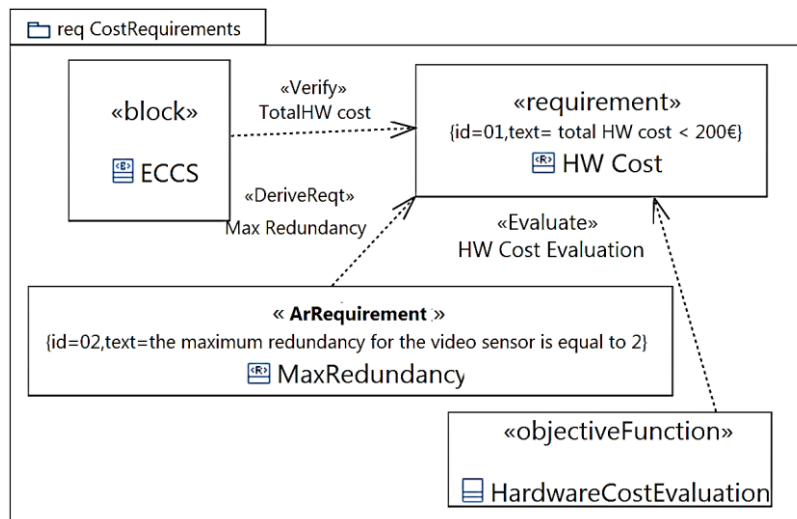 req CostRequirements
«block»
ECCS
«Verify»
TotalHW cost
«requirement»
{id=01,text= total HW cost < 200€}
HW Cost
«DeriveReqt»
Max Redundancy
«Evaluate»
HW Cost Evaluation
« ArRequirement »
{id=02,text=the maximum redundancy for the video sensor is equal to 2}
MaxRedundancy
«objectiveFunction»
HardwareCostEvaluation